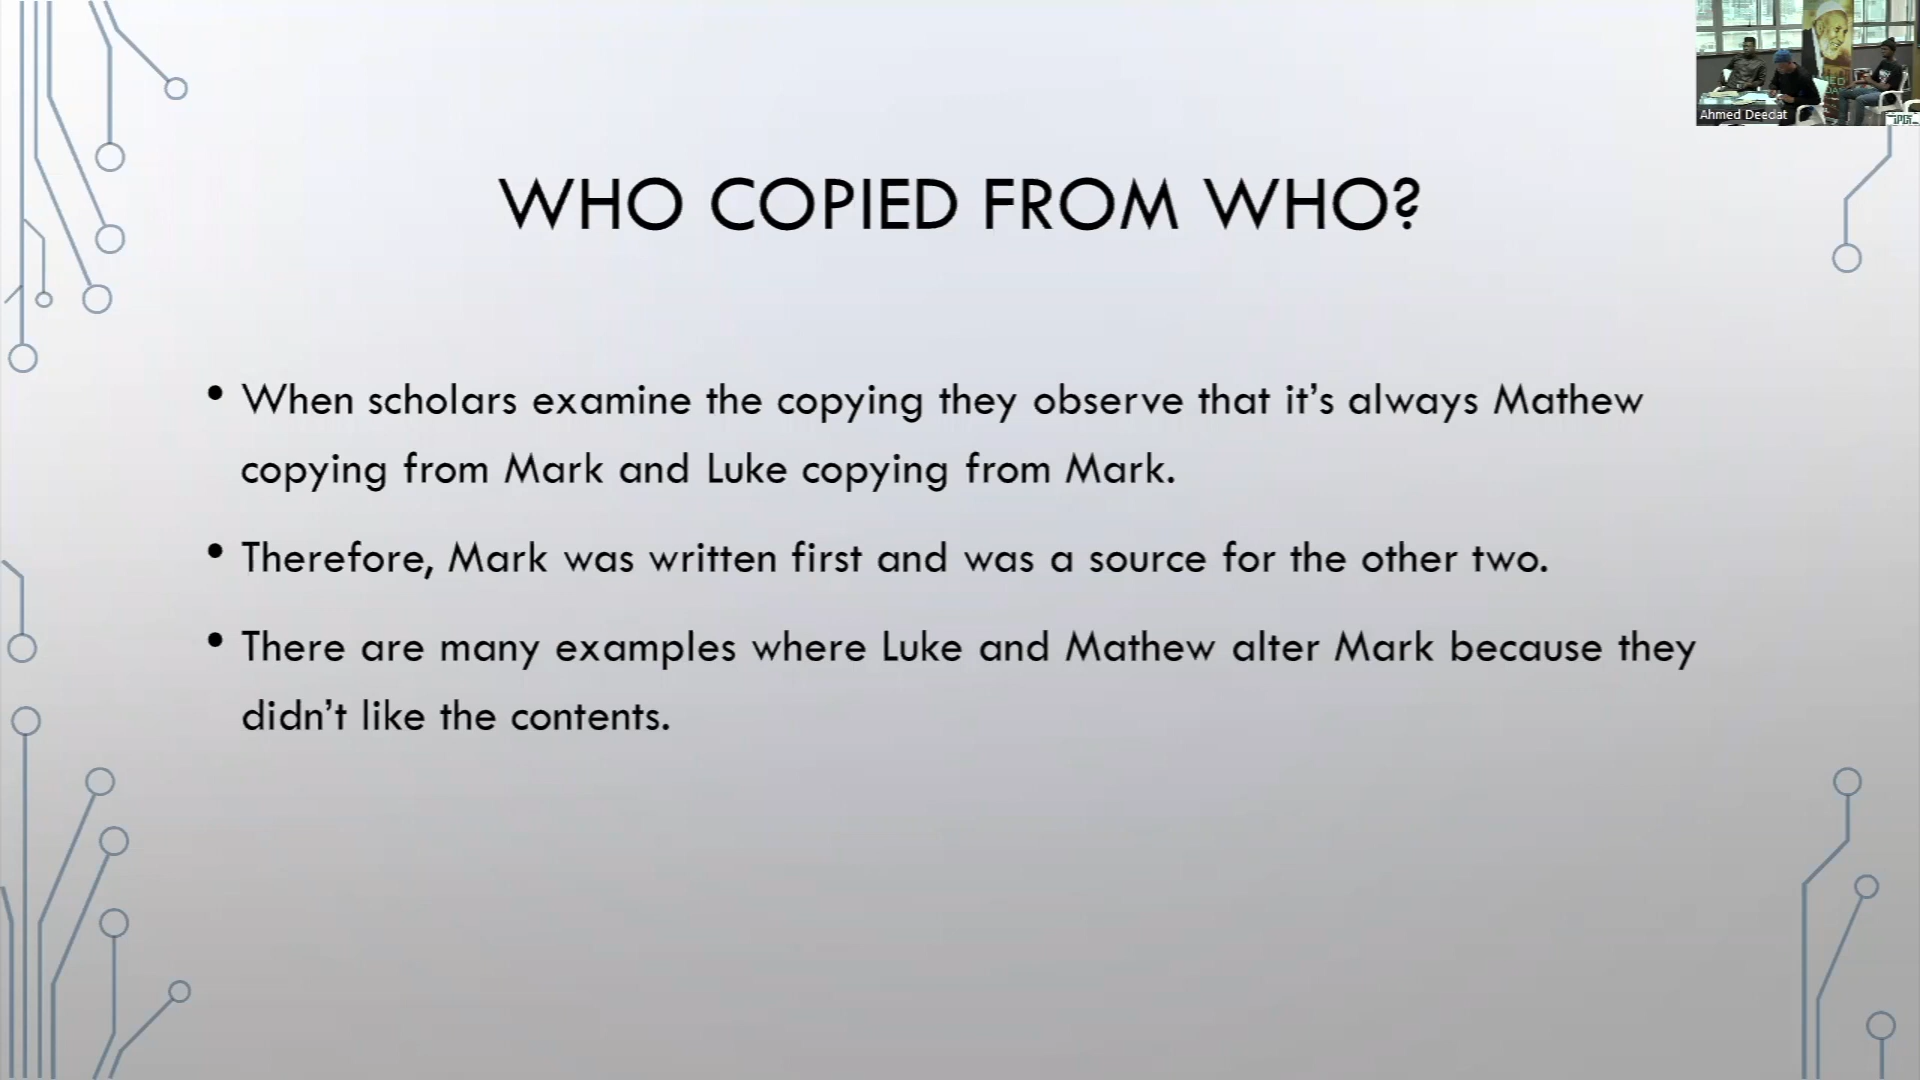 WHO COPIED FROM WHO?
• When scholars examine the copying they observe that it's always Mathew
copying from Mark and Luke copying from Mark.
• Therefore, Mark was written first and was a source for the other two.
• There are many examples where Luke and Mathew alter Mark because they
didn't like the contents.
Ahmed Deedat